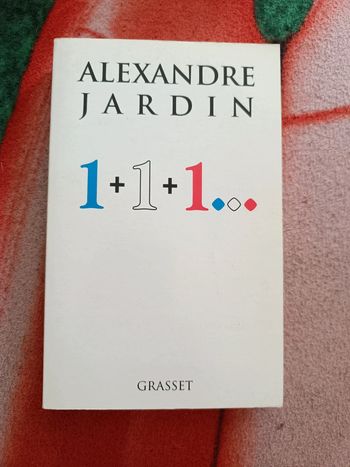 ALEXANDRE
JARDIN
1+1+1...
GRASSET